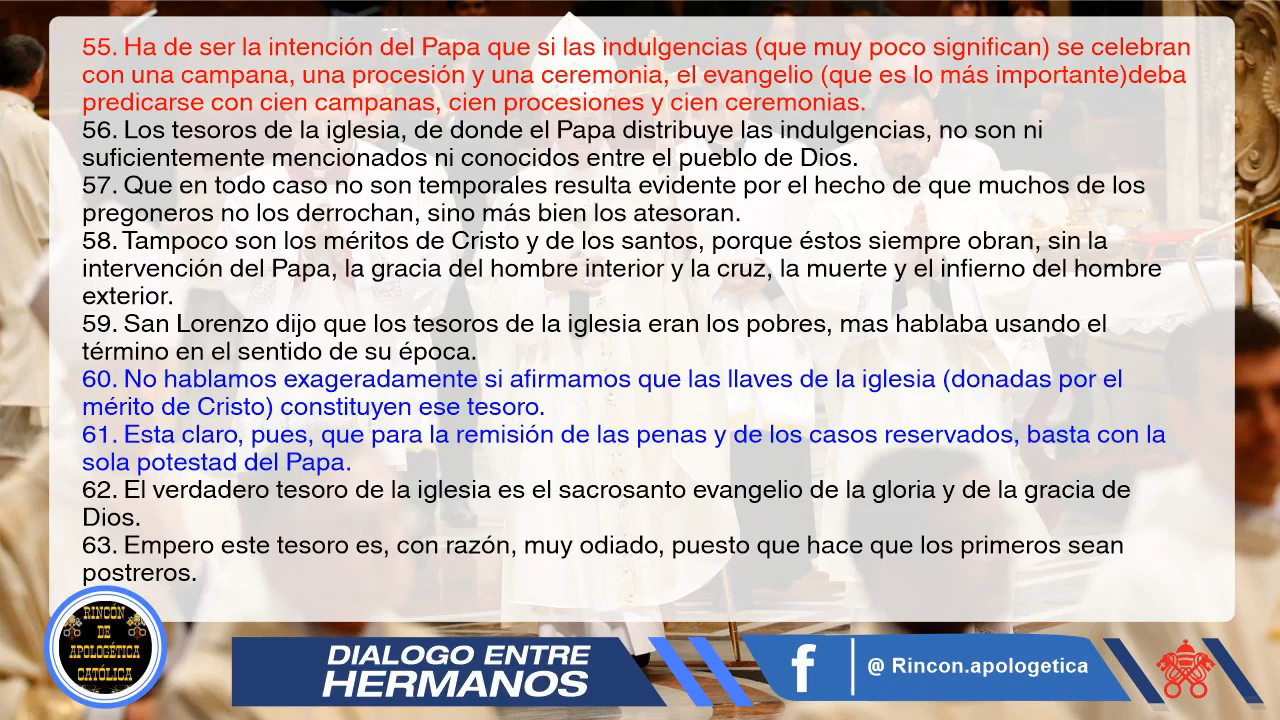 55. Ha de ser la intención del Papa que si las indulgencias (que muy poco significan) se celebran
con una campana, una procesión y una ceremonia, el evangelio (que es lo más importante)deba
predicarse con cien campanas, cien procesiones y cien ceremonias.
56. Los tesoros de la iglesia, de donde el Papa distribuye las indulgencias, no son ni
suficientemente mencionados ni conocidos entre el pueblo de Dios.
57. Que en todo caso no son temporales resulta evidente por el hecho de que muchos de los
pregoneros no los derrochan, sino más bien los atesoran.
58. Tampoco son los méritos de Cristo y de los santos, porque éstos siempre obran, sin la
intervención del Papa, la gracia del hombre interior y la cruz, la muerte y el infierno del hombre
exterior.
59. San Lorenzo dijo que los tesoros de la iglesia eran los pobres, mas hablaba usando el
término en el sentido de su época.
60. No hablamos exageradamente si afirmamos que las llaves de la iglesia (donadas por el
mérito de Cristo) constituyen ese tesoro.
61. Esta claro, pues, que para la remisión de las penas y de los casos reservados, basta con la
sola potestad del Papa.
62. El verdadero tesoro de la iglesia es el sacrosanto evangelio de la gloria y de la gracia de
Dios.
63. Empero este tesoro es, con razón, muy odiado, puesto que hace que los primeros sean
postreros.
RINCÓN
DE
APOLOGÉTICA
CATÓLICA
DIALOGO ENTRE
HERMANOS
f
@ Rincon.apologetica